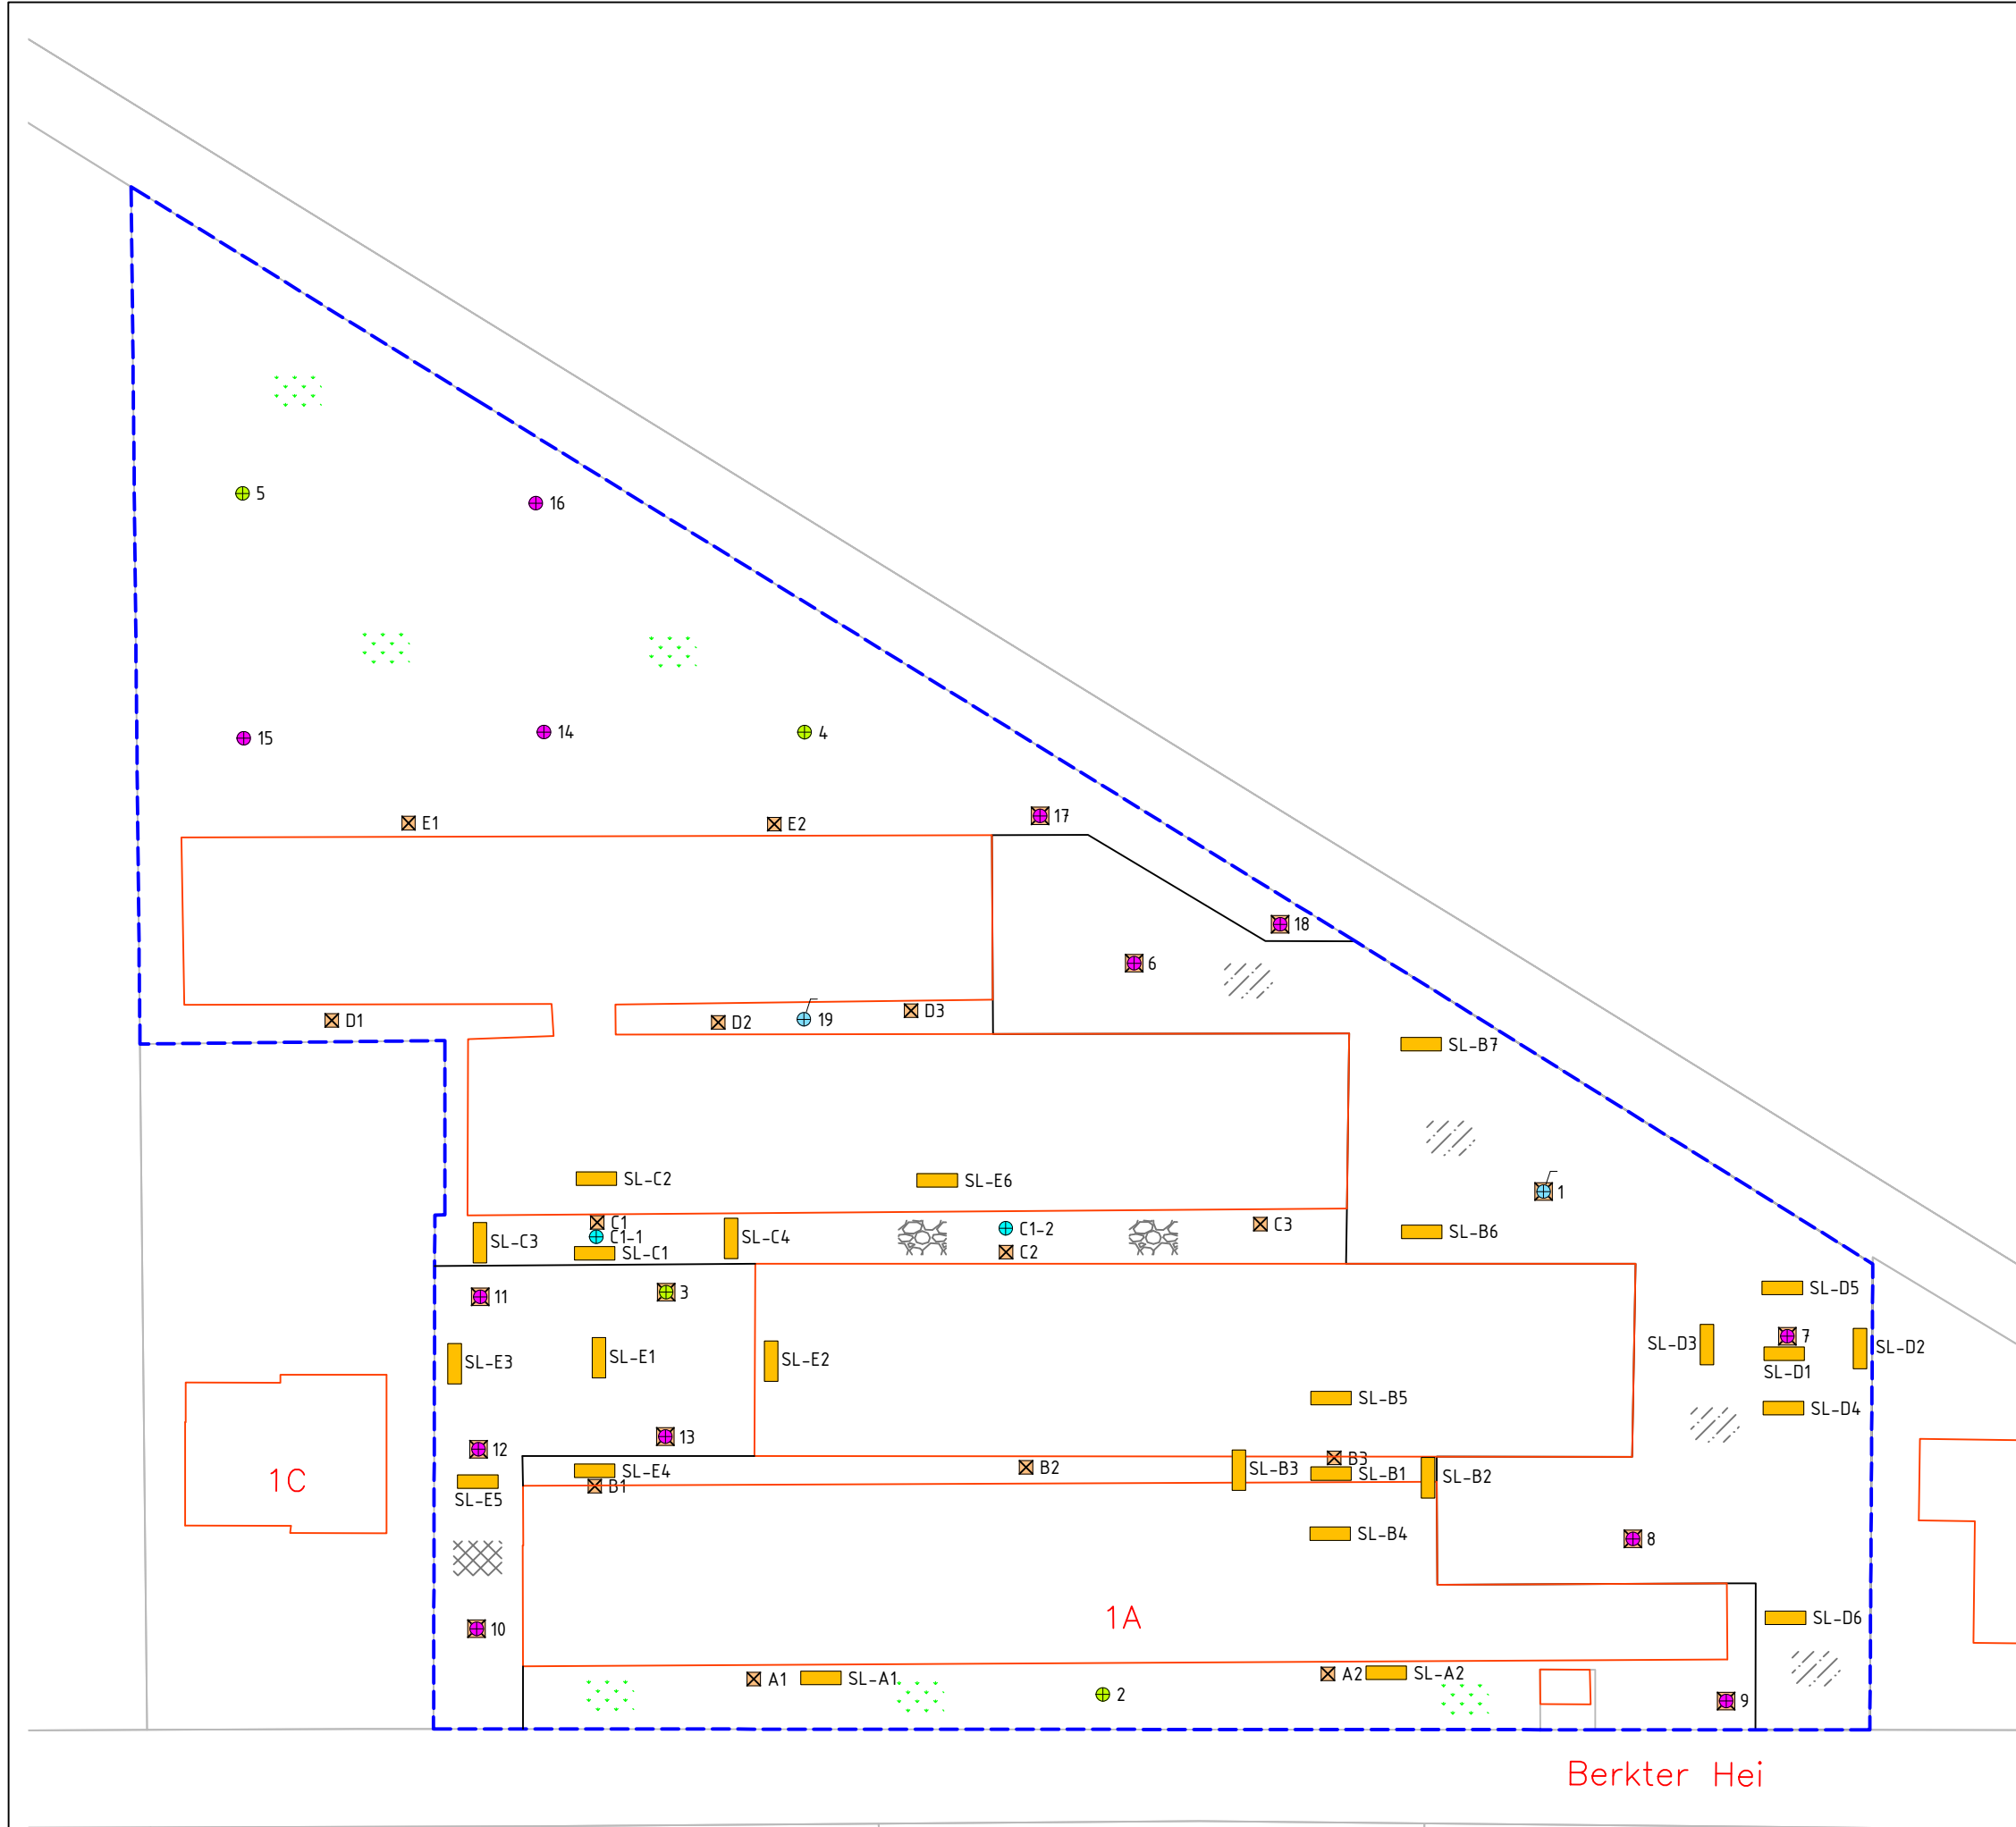 5
16
15
14
4
E1
E2
17
18
6
D1
D2
19
D3
SL-B7
SL-C2
SL-E6
1
C1
C1-1
SL-C3
SL-C1
SL-C4
C1-2
C2
C3
SL-B6
11
3
SL-D5
7
SL-D3
SL-D1
SL-D2
SL-E3
SL-E1
SL-E2
SL-B5
SL-D4
12
13
SL-E4
B1
SL-E5
B2
SL-B3
B3
SL-B1
SL-B2
1C
SL-B4
8
10
1A
SL-D6
A1
SL-A1
2
A2
SL-A2
9
Berkter Hei